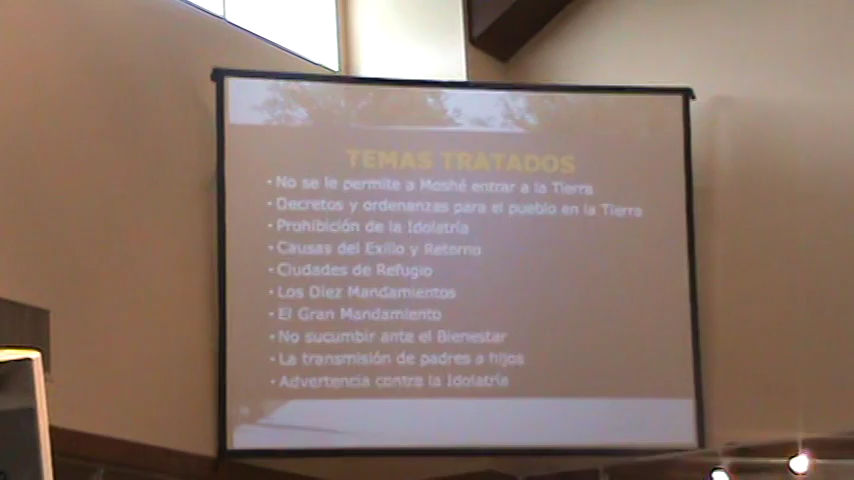 TEMAS TRATADOS
• No se le permite a Moshé entrar a la Tierra
• Decretos y ordenanzas para el pueblo en la Tierra
• Prohibición de la Idolatría
• Causas del Exilio y Retorno
• Ciudades de Refugio
• Los Diez Mandamientos
• El Gran Mandamiento
• No sucumbir ante el Bienestar
• La transmisión de padres a hijos
• Advertencia contra la Idolatría